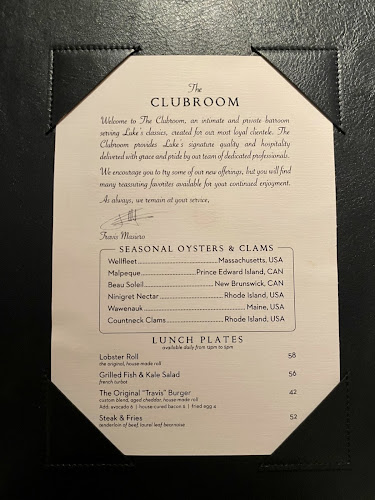 The
CLUBROOM
Welcome to The Clubroom, an intimate and private barroom
serving Luke's classics, created for our most loyal clientele. The
Clubroom provides Luke's signature quality and hospitality
delivered with grace and pride by our team of dedicated professionals.
We encourage you to try some of our new offerings, but you will find
many reassuring favorites available for your continued enjoyment.
As always, we remain at your service,
Travis Masiero
SEASONAL OYSTERS & CLAMS
Wellfleet........Massachusetts, USA
Malpeque........Prince Edward Island, CAN
Beau Soleil........New Brunswick, CAN
Ninigret Nectar........Rhode Island, USA
Wawenauk........Maine, USA
Countneck Clams........Rhode Island, USA
LUNCH PLATES
available daily from 12pm to 5pm
Lobster Roll 58
the original, house made roll
Grilled Fish & Kale Salad 56
french turbot
The Original "Travis" Burger 42
custom blend, aged cheddar, house made roll
Add: avocado 6 | house cured bacon 6 | fried egg 4
Steak & Fries 52
tenderloin of beef, laurel leaf bearnaise